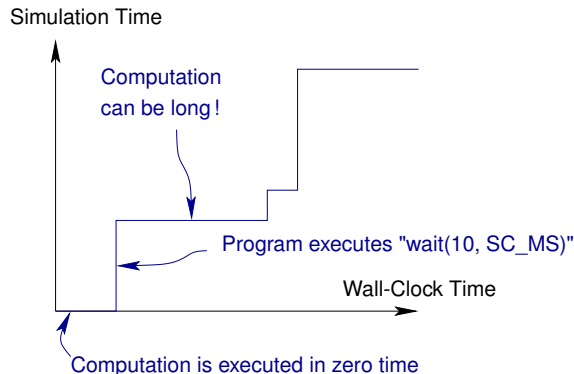 Simulation Time
Computation
can be long !
Program executes "wait(10, SC_MS)"
Wall-Clock Time
Computation is executed in zero time